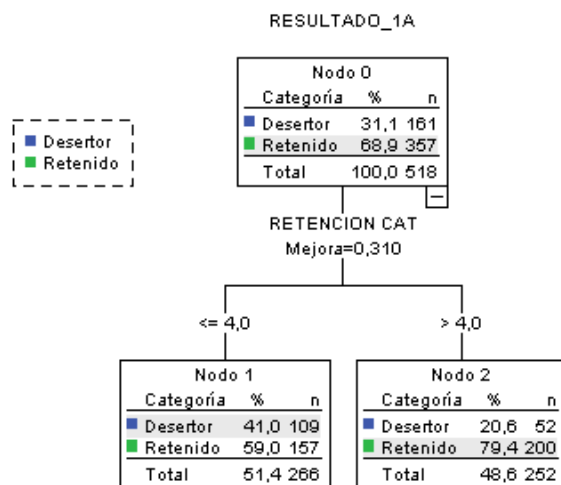 RESULTADO_1A
Nodo 0
Categoría % n
Desertor 31,1 161
Retenido 68,9 357
Total 100,0 518
Desertor
Retenido
RETENCION CAT
Mejora=0,310
<= 4,0
> 4,0
Nodo 1
Categoría % n
Desertor 41,0 109
Retenido 59,0 157
Total 51,4 266
Nodo 2
Categoría % n
Desertor 20,6 52
Retenido 79,4 200
Total 48,6 252